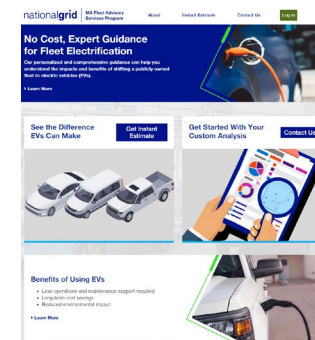 nationalgrid
MA Fleet Advisory
Services Program
About
Instant Estimate
Contact Us
Log in
No Cost, Expert Guidance
for Fleet Electrification
Our personalized and comprehensive guidance can help you
understand the impacts and benefits of shifting a publicly owned
fleet to electric vehicles (EVs).
Learn More
See the Difference
EVs Can Make
Get Instant
Estimate
Get Started With Your
Custom Analysis
Contact Us
Benefits of Using EVs
Less operations and maintenance support required
Long-term cost savings
Reduced environmental impact
Learn More